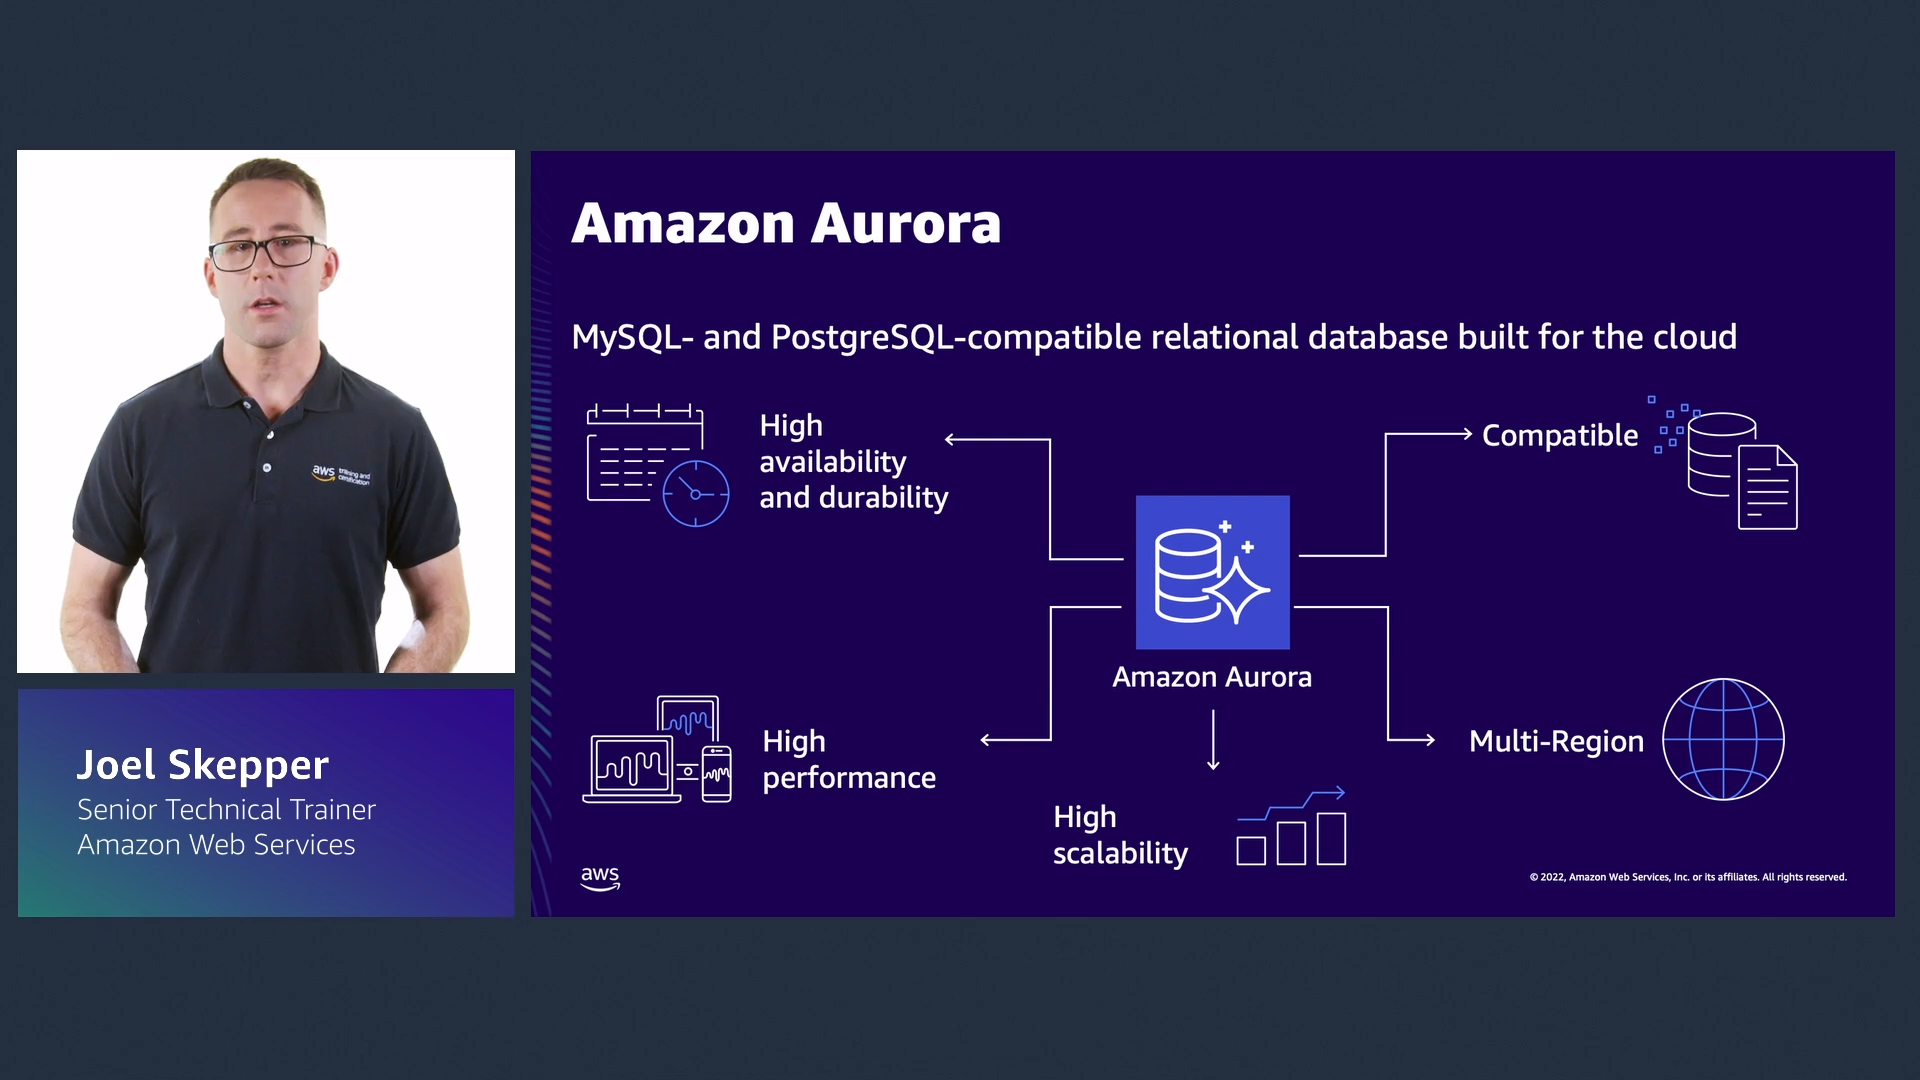 aws training and
certification
Joel Skepper
Senior Technical Trainer
Amazon Web Services
Amazon Aurora
MySQL- and PostgreSQL-compatible relational database built for the cloud
High
availability
and durability
Compatible
Amazon Aurora
High
performance
Multi-Region
High
scalability
aws
© 2022, Amazon Web Services, Inc. or its affiliates. All rights reserved.